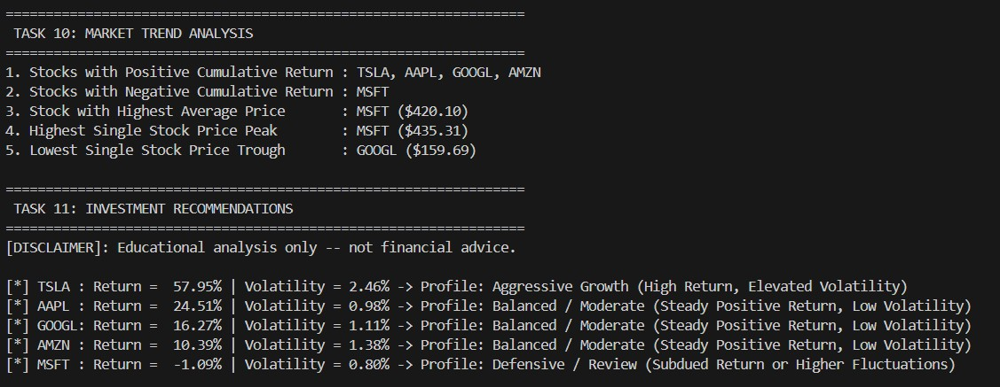 =================================================================
TASK 10: MARKET TREND ANALYSIS
=================================================================
1. Stocks with Positive Cumulative Return : TSLA, AAPL, GOOGL, AMZN
2. Stocks with Negative Cumulative Return : MSFT
3. Stock with Highest Average Price       : MSFT ($420.10)
4. Highest Single Stock Price Peak        : MSFT ($435.31)
5. Lowest Single Stock Price Trough       : GOOGL ($159.69)
=================================================================
TASK 11: INVESTMENT RECOMMENDATIONS
=================================================================
[DISCLAIMER]: Educational analysis only -- not financial advice.
[*] TSLA : Return =  57.95% | Volatility = 2.46% -> Profile: Aggressive Growth (High Return, Elevated Volatility)
[*] AAPL : Return =  24.51% | Volatility = 0.98% -> Profile: Balanced / Moderate (Steady Positive Return, Low Volatility)
[*] GOOGL: Return =  16.27% | Volatility = 1.11% -> Profile: Balanced / Moderate (Steady Positive Return, Low Volatility)
[*] AMZN : Return =  10.39% | Volatility = 1.38% -> Profile: Balanced / Moderate (Steady Positive Return, Low Volatility)
[*] MSFT : Return =  -1.09% | Volatility = 0.80% -> Profile: Defensive / Review (Subdued Return or Higher Fluctuations)